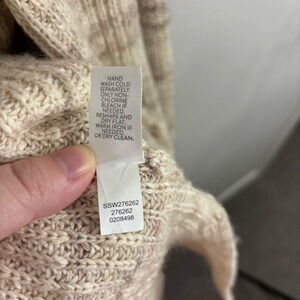 HAND
WASH COLD
SEPARATELY.
ONLY NON-
CHLORINE
BLEACH IF
NEEDED.
RESHAPE AND
DRY FLAT.
WARM IRON IF
NEEDED.
OR DRY CLEAN.
SSW276262
276262
0208498